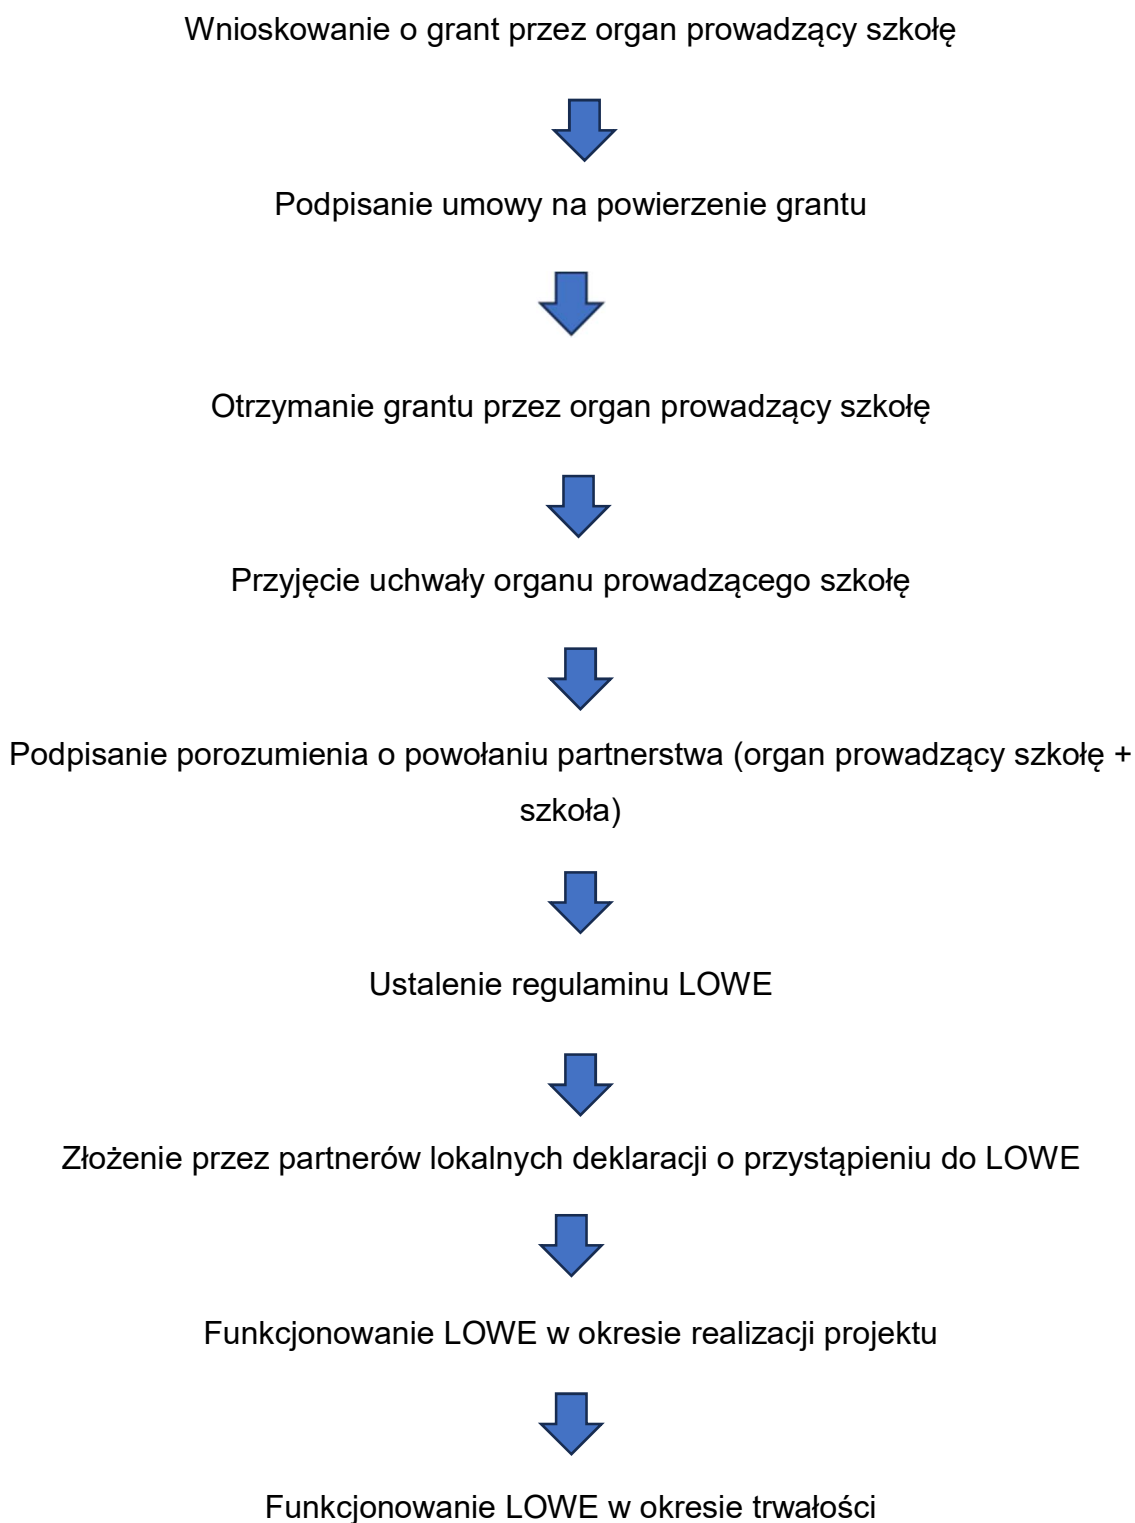 Wnioskowanie o grant przez organ prowadzący szkołę
Podpisanie umowy na powierzenie grantu
Otrzymanie grantu przez organ prowadzący szkołę
Przyjęcie uchwały organu prowadzącego szkołę
Podpisanie porozumienia o powołaniu partnerstwa (organ prowadzący szkołę +
szkoła)
Ustalenie regulaminu LOWE
Złożenie przez partnerów lokalnych deklaracji o przystąpieniu do LOWE
Funkcjonowanie LOWE w okresie realizacji projektu
Funkcjonowanie LOWE w okresie trwałości